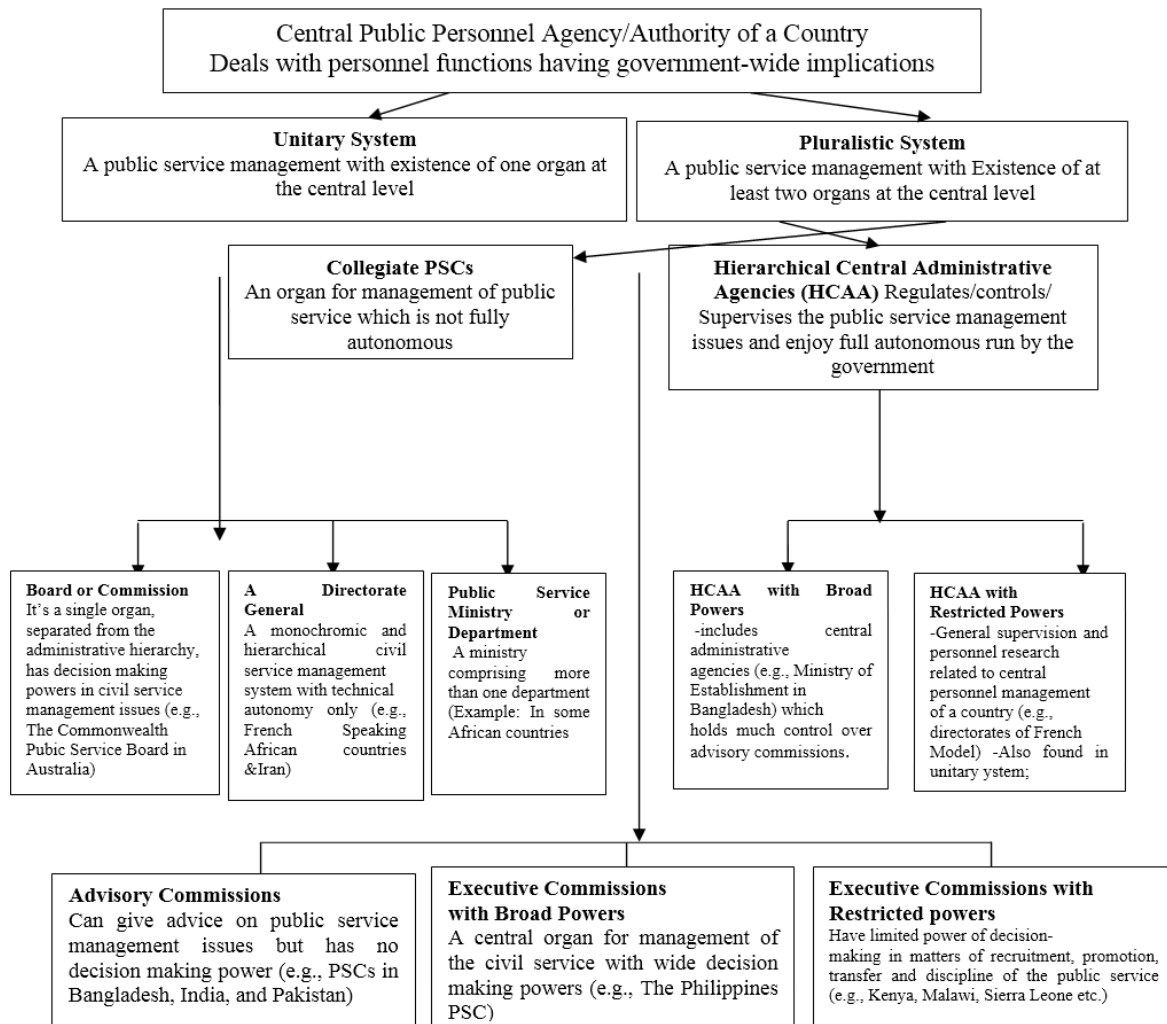 Central Public Personnel Agency/Authority of a Country
Deals with personnel functions having government-wide implications
Unitary System
A public service management with existence of one organ at
the central level
Pluralistic System
A public service management with Existence of at
least two organs at the central level
Collegiate PSCs
An organ for management of public
service which is not fully
autonomous
Hierarchical Central Administrative
Agencies (HCAA) Regulates/controls/
Supervises the public service management
issues and enjoy full autonomous run by the
government
Board or Commission
It's a single organ,
separated from the
administrative hierarchy,
has decision making
powers in civil service
management issues (e.g.,
The Commonwealth
Pubic Service Board in
Australia)
A Directorate
General
A monochromic and
hierarchical civil
service management
system with technical
autonomy only (e.g.,
French Speaking
African countries
&Iran)
Public Service
Ministry or
Department
A ministry
comprising more
than one department
(Example: In some
African countries
HCAA with Broad
Powers
-includes central
administrative
agencies (e.g., Ministry of
Establishment in
Bangladesh) which
holds much control over
advisory commissions.
HCAA with
Restricted Powers
-General supervision and
personnel research
related to central
personnel management
of a country (e.g.,
directorates of French
Model) -Also found in
unitary ystem;
Advisory Commissions
Can give advice on public service
management issues but has no
decision making power (e.g., PSCs in
Bangladesh, India, and Pakistan)
Executive Commissions
with Broad Powers
A central organ for management of
the civil service with wide decision
making powers (e.g., The Philippines
PSC)
Executive Commissions with
Restricted powers
Have limited power of decision-
making in matters of recruitment, promotion,
transfer and discipline of the public service
(e.g., Kenya, Malawi, Sierra Leone etc.)